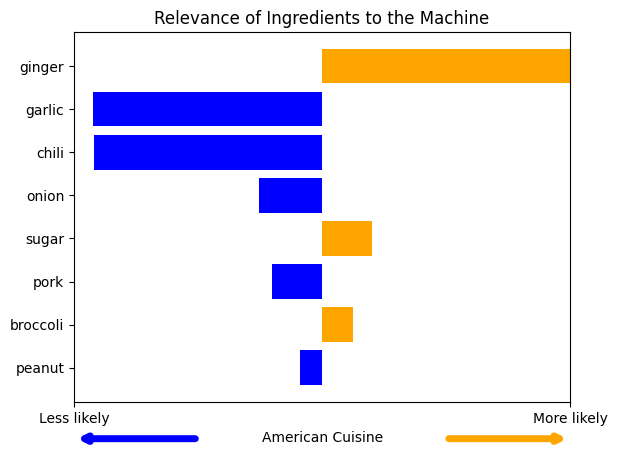 Relevance of Ingredients to the Machine
ginger
garlic
chili
onion
sugar
pork
broccoli
peanut
Less likely
More likely
American Cuisine